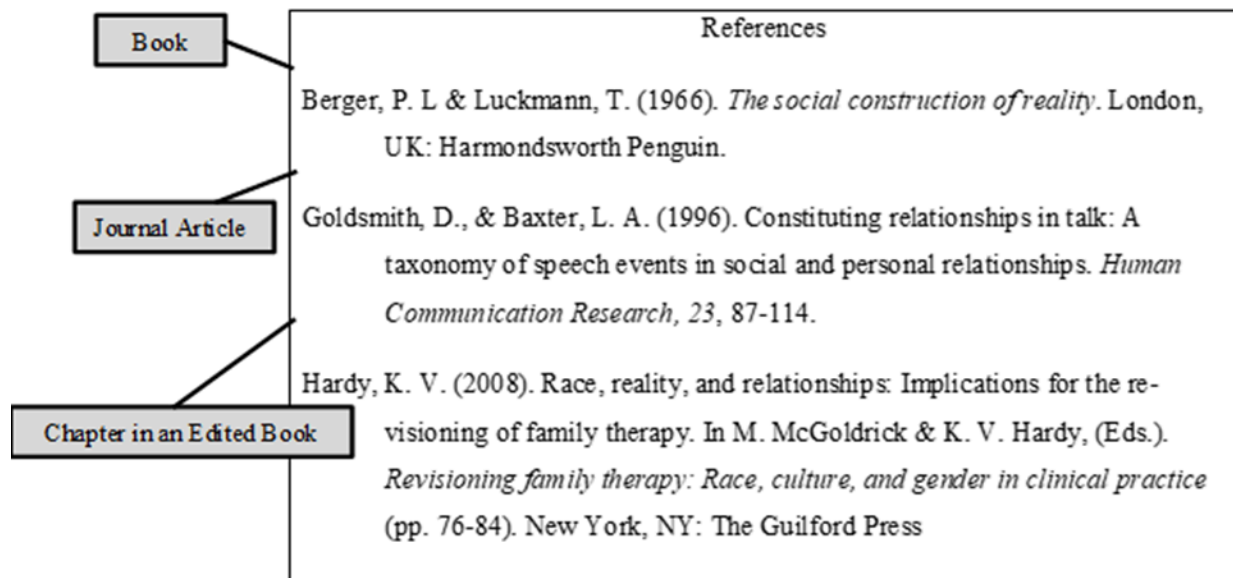 References
Book
Berger, P. L & Luckmann, T. (1966). The social construction of reality. London,
UK: Harmondsworth Penguin.
Journal Article
Goldsmith, D., & Baxter, L. A. (1996). Constituting relationships in talk: A
taxonomy of speech events in social and personal relationships. Human
Communication Research, 23, 87-114.
Chapter in an Edited Book
Hardy, K. V. (2008). Race, reality, and relationships: Implications for the re-
visioning of family therapy. In M. McGoldrick & K. V. Hardy, (Eds.).
Revisioning family therapy: Race, culture, and gender in clinical practice
(pp. 76-84). New York, NY: The Guilford Press